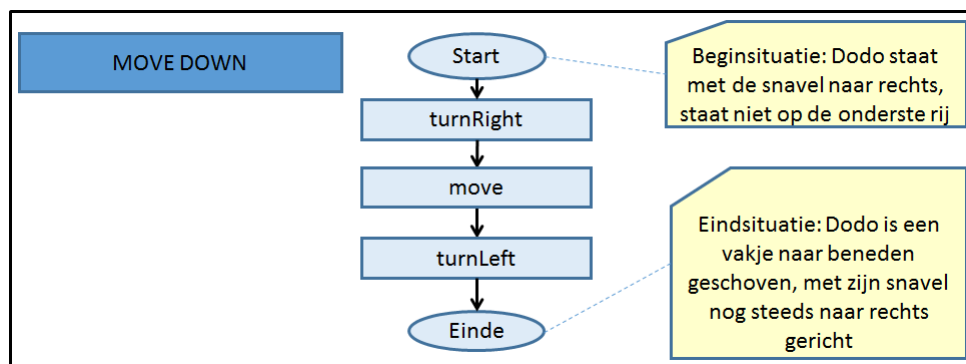 MOVE DOWN
Start
turnRight
move
turnLeft
Einde
Beginsituatie: Dodo staat
met de snavel naar rechts,
staat niet op de onderste rij
Eindsituatie: Dodo is een
vakje naar beneden
geschoven, met zijn snavel
nog steeds naar rechts
gericht